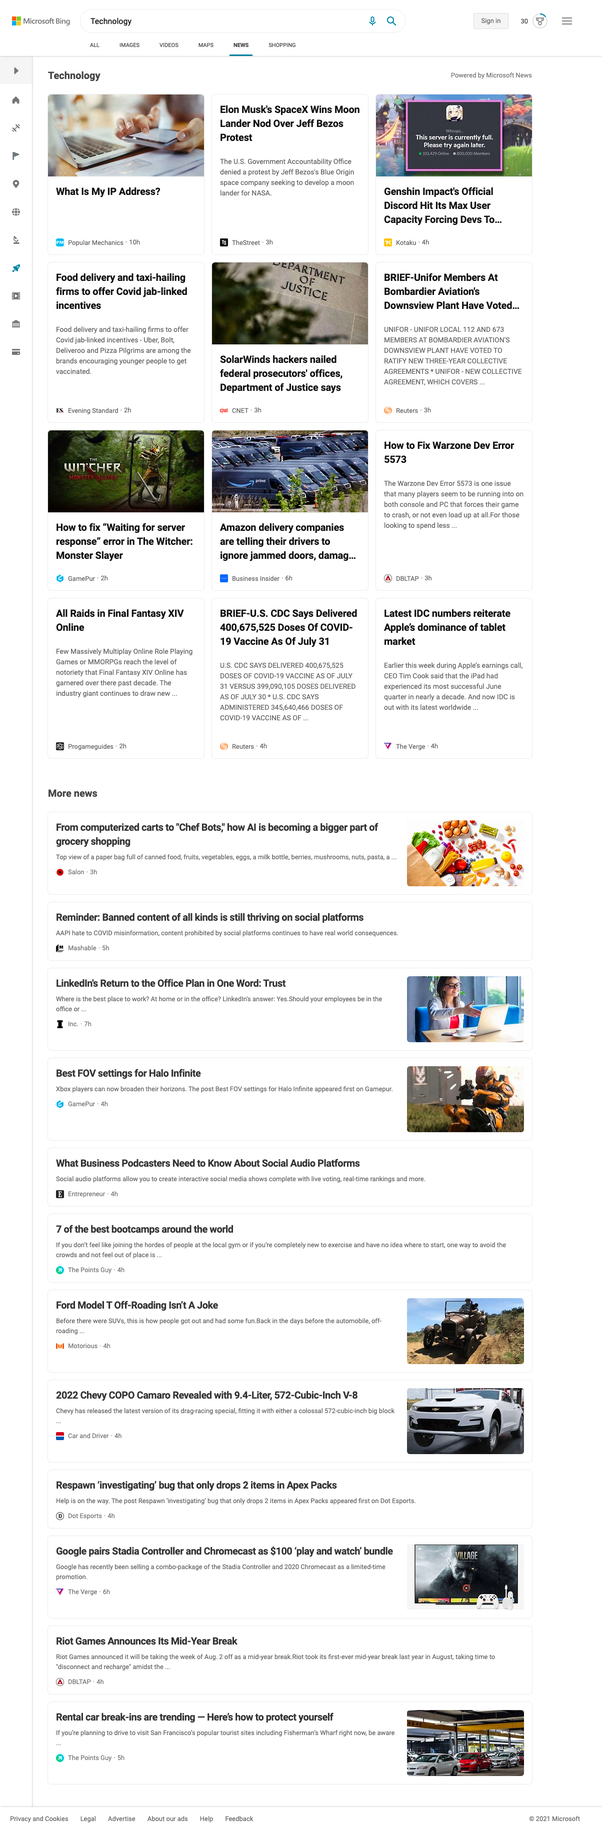 Microsoft Bing
Technology
Sign in
30
ALL
IMAGES
VIDEOS
MAPS
NEWS
SHOPPING
Technology
Powered by Microsoft News
What Is My IP Address?
Popular Mechanics · 10h
Elon Musk's SpaceX Wins Moon
Lander Nod Over Jeff Bezos
Protest
The U.S. Government Accountability Office
denied a protest by Jeff Bezos's Blue Origin
space company seeking to develop a moon
lander for NASA.
TheStreet · 3h
This server is currently full.
Please try again later.
Genshin Impact's Official
Discord Hit Its Max User
Capacity Forcing Devs To...
Kotaku · 4h
Food delivery and taxi-hailing
firms to offer Covid jab-linked
incentives
Food delivery and taxi-hailing firms to offer
Covid jab-linked incentives - Uber, Bolt,
Deliveroo and Pizza Pilgrims are among the
brands encouraging younger people to get
vaccinated.
Evening Standard · 2h
DEPARTMENT
OF
JUSTICE
SolarWinds hackers nailed
federal prosecutors' offices,
Department of Justice says
CNET · 3h
BRIEF-Unifor Members At
Bombardier Aviation's
Downsview Plant Have Voted...
UNIFOR - UNIFOR LOCAL 112 AND 673
MEMBERS AT BOMBARDIER AVIATION'S
DOWNSVIEW PLANT HAVE VOTED TO
RATIFY NEW THREE-YEAR COLLECTIVE
AGREEMENTS * UNIFOR - NEW COLLECTIVE
AGREEMENT, WHICH COVERS ...
Reuters · 3h
THE
WITCHER
MONSTER SLAYER
How to fix “Waiting for server
response” error in The Witcher:
Monster Slayer
GamePur · 2h
prime
Amazon delivery companies
are telling their drivers to
ignore jammed doors, damag...
Business Insider · 6h
How to Fix Warzone Dev Error
5573
The Warzone Dev Error 5573 is one issue
that many players seem to be running into on
both console and PC that forces their game
to crash, or not even load up at all.For those
looking to spend less ...
DBLTAP · 3h
All Raids in Final Fantasy XIV
Online
Few Massively Multiplay Online Role Playing
Games or MMORPGs reach the level of
notoriety that Final Fantasy XIV Online has
garnered over there past decade. The
industry giant continues to draw new ...
Progameguides · 2h
BRIEF-U.S. CDC Says Delivered
400,675,525 Doses Of COVID-
19 Vaccine As Of July 31
U.S. CDC SAYS DELIVERED 400,675,525
DOSES OF COVID-19 VACCINE AS OF JULY
31 VERSUS 399,090,105 DOSES DELIVERED
AS OF JULY 30 * U.S. CDC SAYS
ADMINISTERED 345,640,466 DOSES OF
COVID-19 VACCINE AS OF ...
Reuters · 4h
Latest IDC numbers reiterate
Apple's dominance of tablet
market
Earlier this week during Apple's earnings call,
CEO Tim Cook said that the iPad had
experienced its most successful June
quarter in nearly a decade. And now IDC is
out with its latest worldwide ...
The Verge · 4h
More news
From computerized carts to "Chef Bots," how AI is becoming a bigger part of
grocery shopping
Top view of a paper bag full of canned food, fruits, vegetables, eggs, a milk bottle, berries, mushrooms, nuts, pasta, a ...
Salon · 3h
Reminder: Banned content of all kinds is still thriving on social platforms
AAPI hate to COVID misinformation, content prohibited by social platforms continues to have real world consequences.
Mashable · 5h
LinkedIn's Return to the Office Plan in One Word: Trust
Where is the best place to work? At home or in the office? LinkedIn's answer: Yes.Should your employees be in the
office or ...
Inc. · 7h
Best FOV settings for Halo Infinite
Xbox players can now broaden their horizons. The post Best FOV settings for Halo Infinite appeared first on Gamepur.
GamePur · 4h
What Business Podcasters Need to Know About Social Audio Platforms
Social audio platforms allow you to create interactive social media shows complete with live voting, real-time rankings and more.
Entrepreneur · 4h
7 of the best bootcamps around the world
If you don't feel like joining the hordes of people at the local gym or if you're completely new to exercise and have no idea where to start, one way to avoid the
crowds and not feel out of place is ...
The Points Guy · 4h
Ford Model T Off-Roading Isn't A Joke
Before there were SUVs, this is how people got out and had some fun.Back in the days before the automobile, off-
roading ...
Motorious · 4h
2022 Chevy COPO Camaro Revealed with 9.4-Liter, 572-Cubic-Inch V-8
Chevy has released the latest version of its drag-racing special, fitting it with either a colossal 572-cubic-inch big block
...
Car and Driver · 4h
Respawn ‘investigating’ bug that only drops 2 items in Apex Packs
Help is on the way. The post Respawn ‘investigating’ bug that only drops 2 items in Apex Packs appeared first on Dot Esports.
Dot Esports · 4h
Google pairs Stadia Controller and Chromecast as $100 ‘play and watch’ bundle
Google has recently been selling a combo-package of the Stadia Controller and 2020 Chromecast as a limited-time
promotion.
The Verge · 6h
VILLAGE
Riot Games Announces Its Mid-Year Break
Riot Games announced it will be taking the week of Aug. 2 off as a mid-year break.Riot took its first-ever mid-year break last year in August, taking time to
"disconnect and recharge" amidst the ...
DBLTAP · 4h
Rental car break-ins are trending — Here's how to protect yourself
If you're planning to drive to visit San Francisco's popular tourist sites including Fisherman's Wharf right now, be aware
...
The Points Guy · 5h
Privacy and Cookies
Legal
Advertise
About our ads
Help
Feedback
© 2021 Microsoft